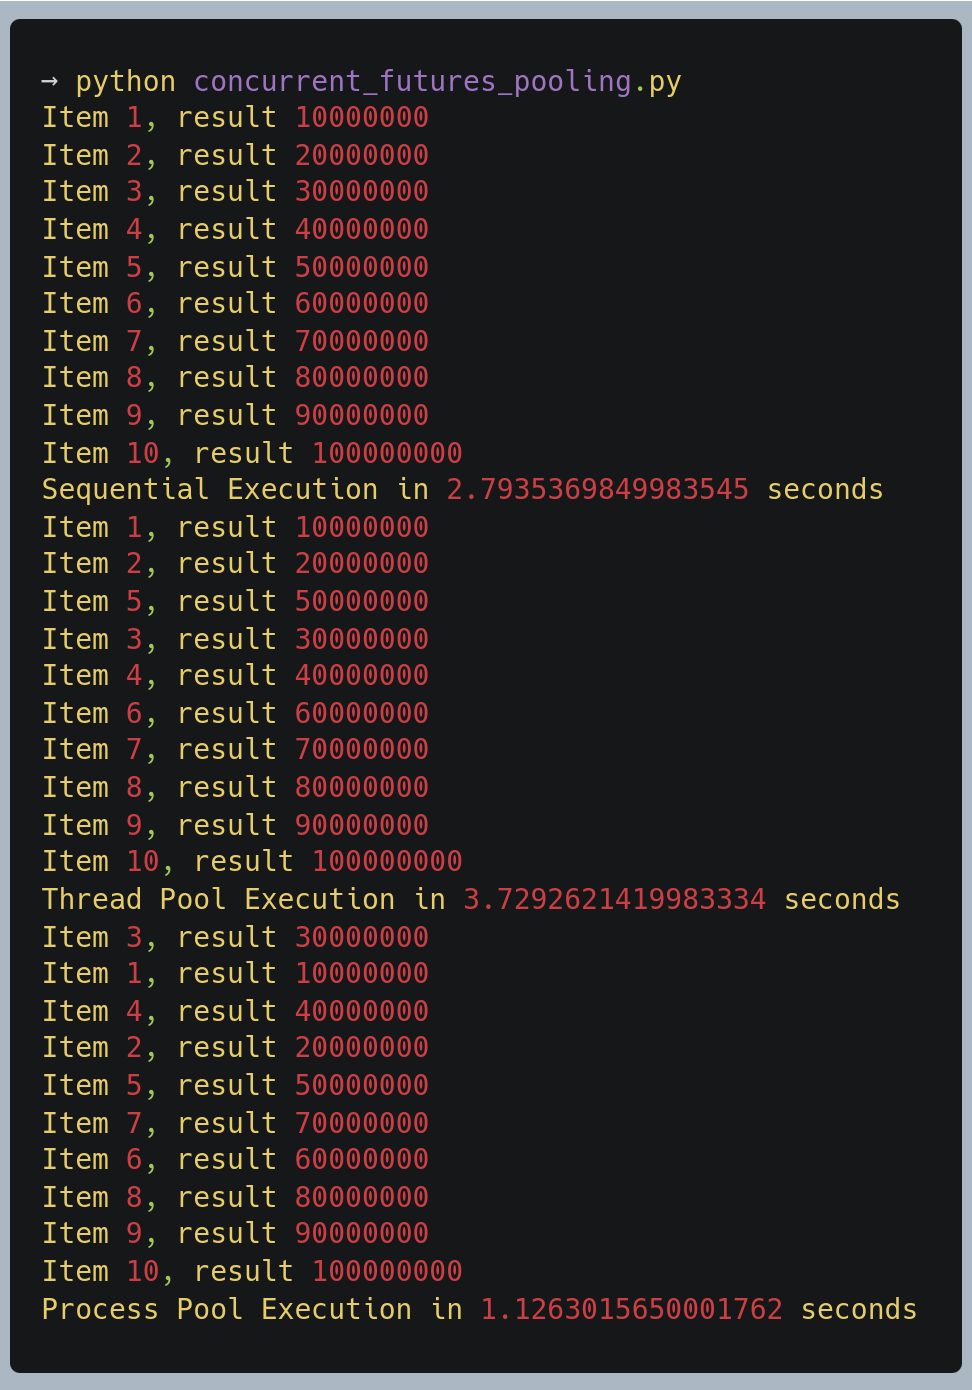 → python concurrent_futures_pooling.py
Item 1, result 10000000
Item 2, result 20000000
Item 3, result 30000000
Item 4, result 40000000
Item 5, result 50000000
Item 6, result 60000000
Item 7, result 70000000
Item 8, result 80000000
Item 9, result 90000000
Item 10, result 100000000
Sequential Execution in 2.7935369849983545 seconds
Item 1, result 10000000
Item 2, result 20000000
Item 5, result 50000000
Item 3, result 30000000
Item 4, result 40000000
Item 6, result 60000000
Item 7, result 70000000
Item 8, result 80000000
Item 9, result 90000000
Item 10, result 100000000
Thread Pool Execution in 3.7292621419983334 seconds
Item 3, result 30000000
Item 1, result 10000000
Item 4, result 40000000
Item 2, result 20000000
Item 5, result 50000000
Item 7, result 70000000
Item 6, result 60000000
Item 8, result 80000000
Item 9, result 90000000
Item 10, result 100000000
Process Pool Execution in 1.1263015650001762 seconds